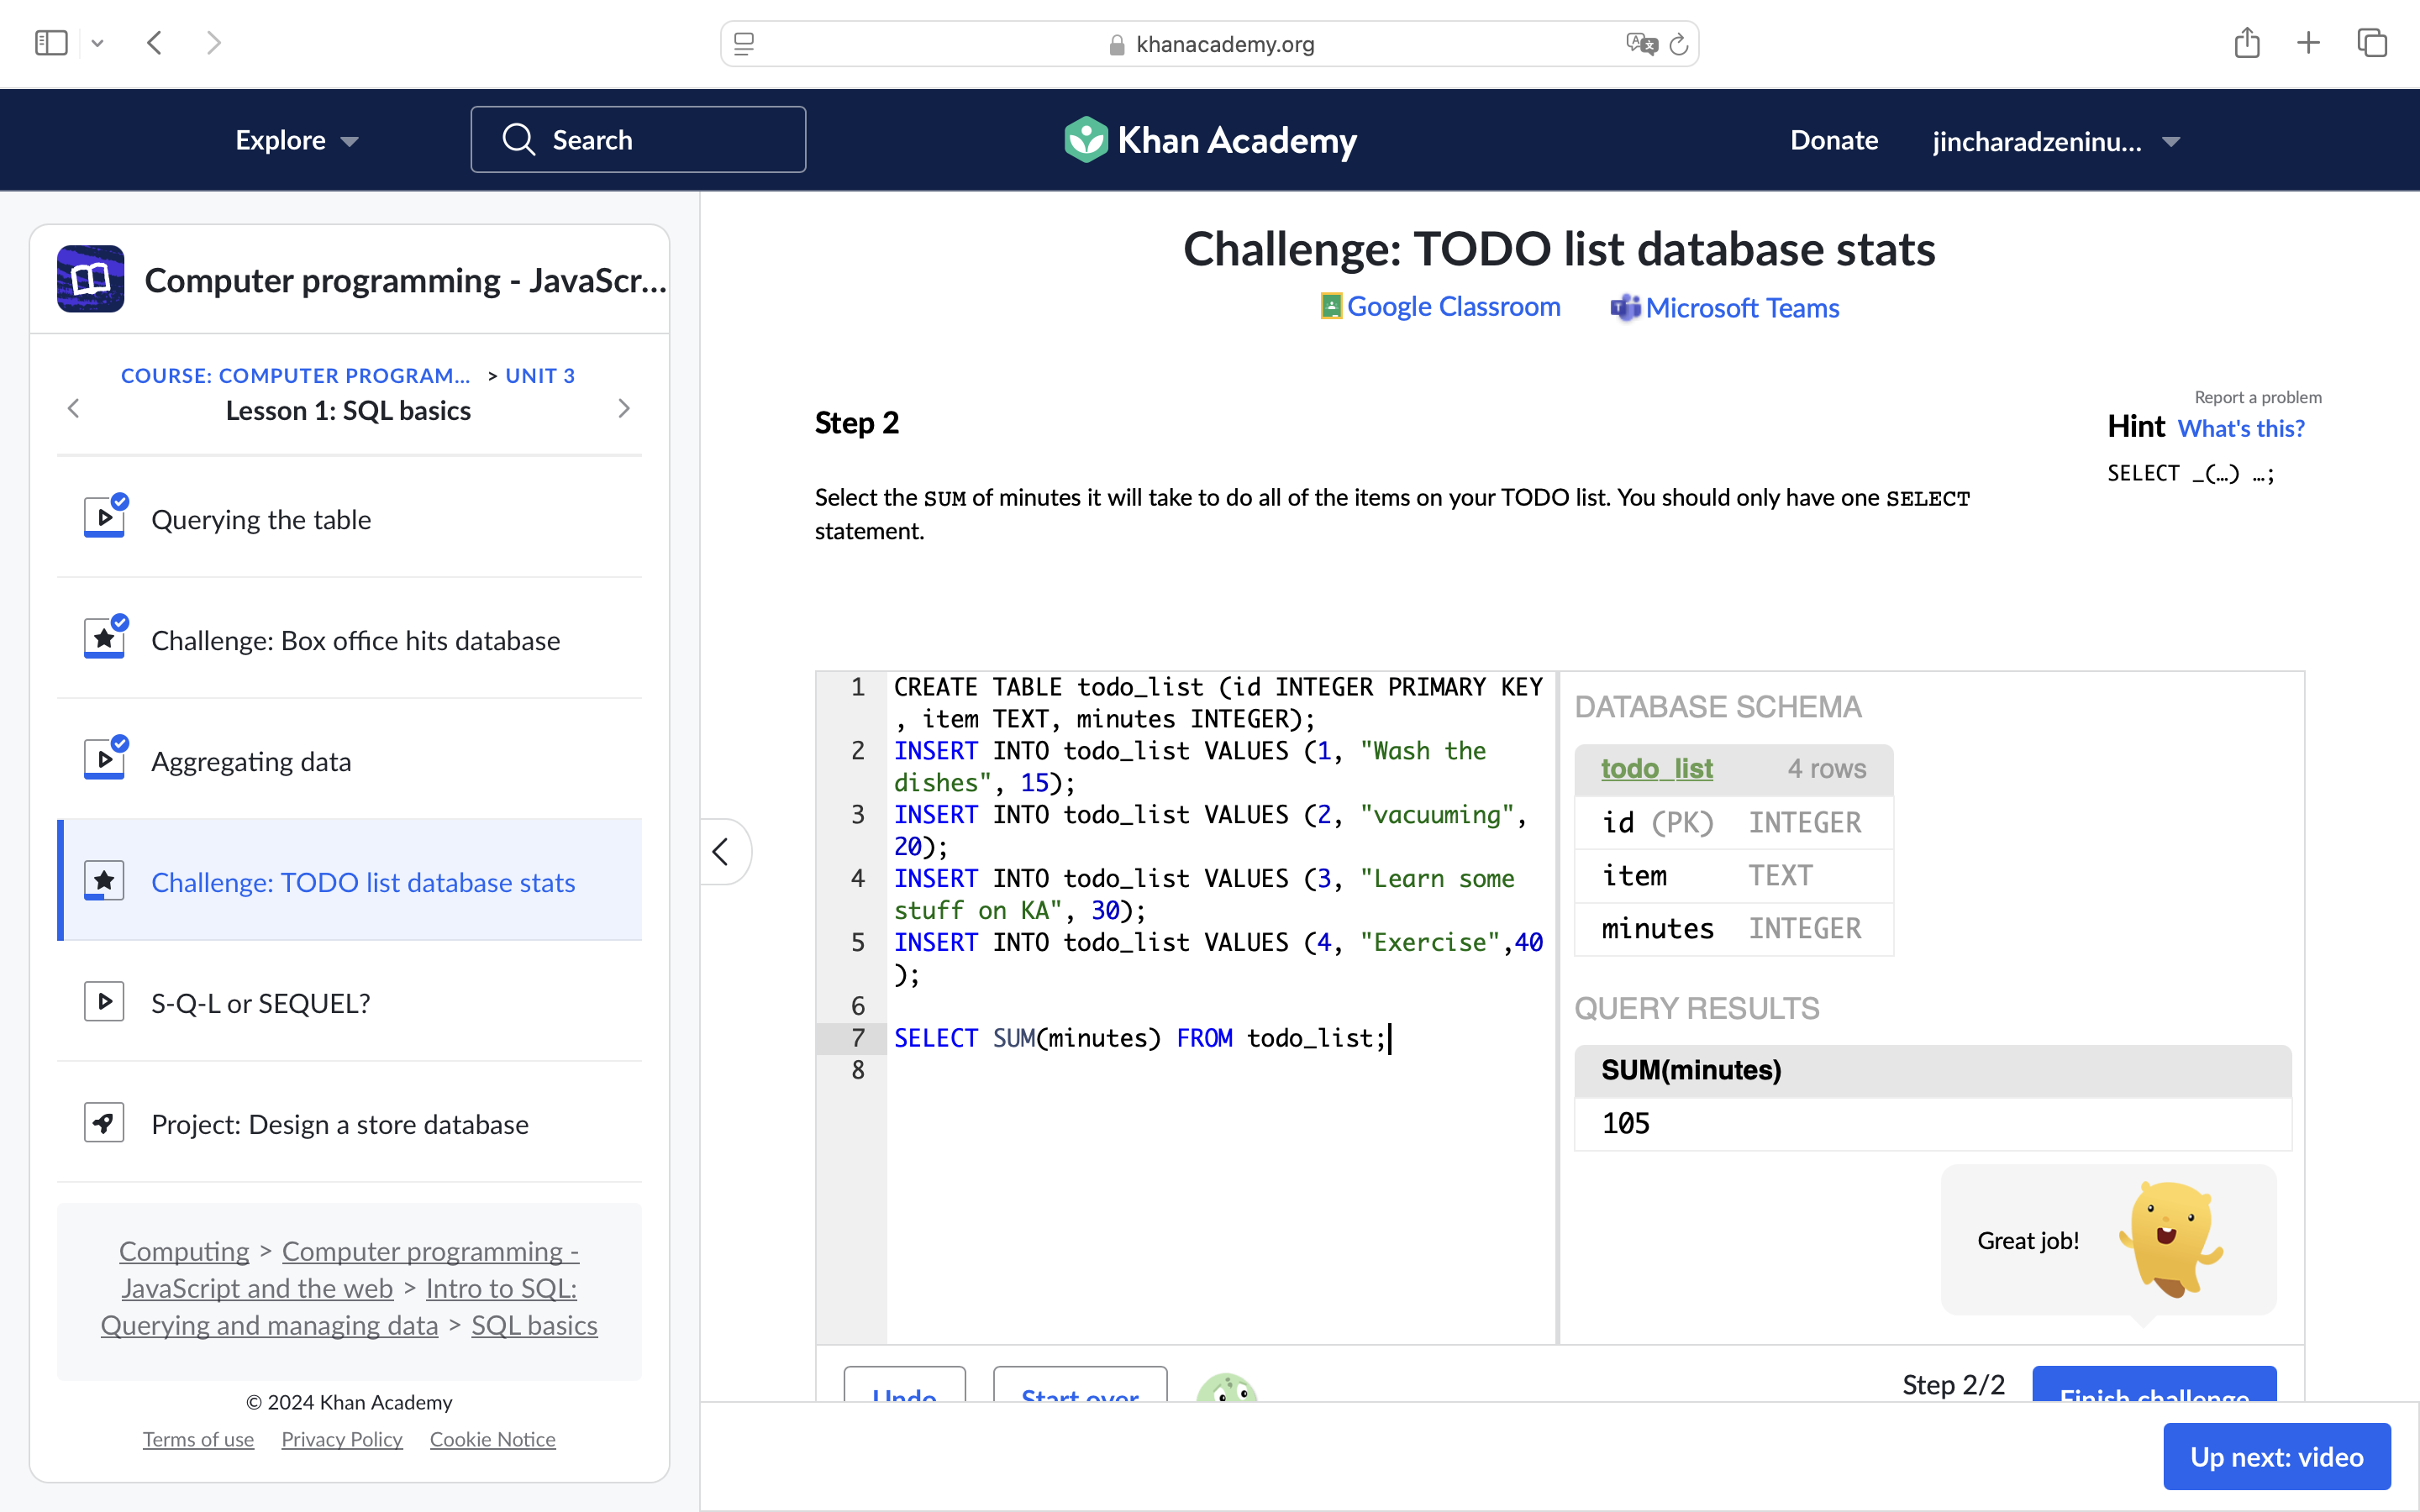 khanacademy.org
Explore
Search
Khan Academy
Donate
jincharadzeninu...
Computer programming - JavaScr...
COURSE: COMPUTER PROGRAM... > UNIT 3
Lesson 1: SQL basics
Querying the table
Challenge: Box office hits database
Aggregating data
Challenge: TODO list database stats
S-Q-L or SEQUEL?
Project: Design a store database
Computing > Computer programming -
JavaScript and the web > Intro to SQL:
Querying and managing data > SQL basics
© 2024 Khan Academy
Terms of use Privacy Policy Cookie Notice
Challenge: TODO list database stats
Google Classroom Microsoft Teams
Report a problem
Step 2
Hint What's this?
SELECT _(…) …;
Select the SUM of minutes it will take to do all of the items on your TODO list. You should only have one SELECT
statement.
1 CREATE TABLE todo_list (id INTEGER PRIMARY KEY
, item TEXT, minutes INTEGER);
2 INSERT INTO todo_list VALUES (1, "Wash the
dishes", 15);
3 INSERT INTO todo_list VALUES (2, "vacuuming",
20);
4 INSERT INTO todo_list VALUES (3, "Learn some
stuff on KA", 30);
5 INSERT INTO todo_list VALUES (4, "Exercise",40
);
6
7 SELECT SUM(minutes) FROM todo_list;
8
DATABASE SCHEMA
todo_list 4 rows
id (PK) INTEGER
item TEXT
minutes INTEGER
QUERY RESULTS
SUM(minutes)
105
Great job!
Undo Start over
Step 2/2
Finish challenge
Up next: video